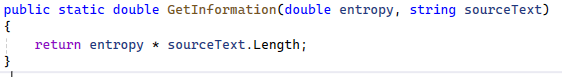 public static double GetInformation(double entropy, string sourceText)
{
    return entropy * sourceText.Length;
}